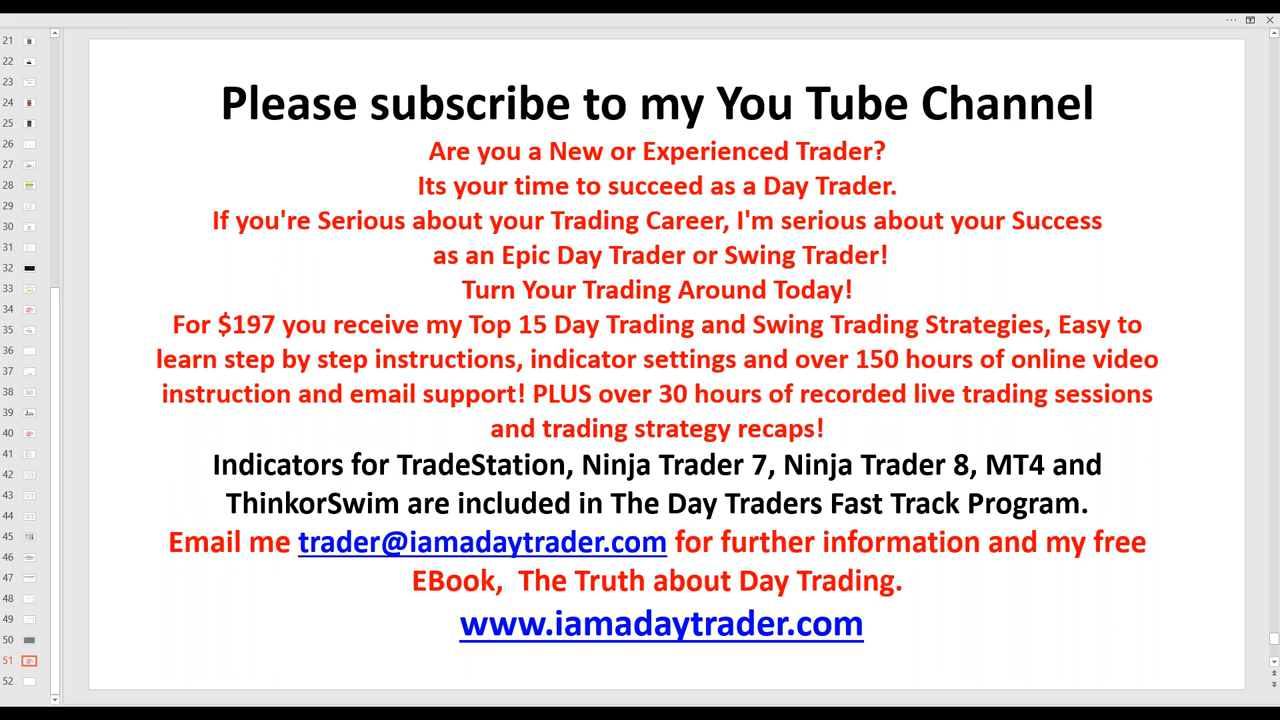 Please subscribe to my You Tube Channel
Are you a New or Experienced Trader?
Its your time to succeed as a Day Trader.
If you're Serious about your Trading Career, I'm serious about your Success
as an Epic Day Trader or Swing Trader!
Turn Your Trading Around Today!
For $197 you receive my Top 15 Day Trading and Swing Trading Strategies, Easy to
learn step by step instructions, indicator settings and over 150 hours of online video
instruction and email support! PLUS over 30 hours of recorded live trading sessions
and trading strategy recaps!
Indicators for TradeStation, Ninja Trader 7, Ninja Trader 8, MT4 and
ThinkorSwim are included in The Day Traders Fast Track Program.
Email me trader@iamadaytrader.com for further information and my free
EBook, The Truth about Day Trading.
www.iamadaytrader.com
21
22
23
24
25
26
27
28
29
30
31
32
33
34
35
36
37
38
39
40
41
42
43
44
45
46
47
48
49
50
51
52